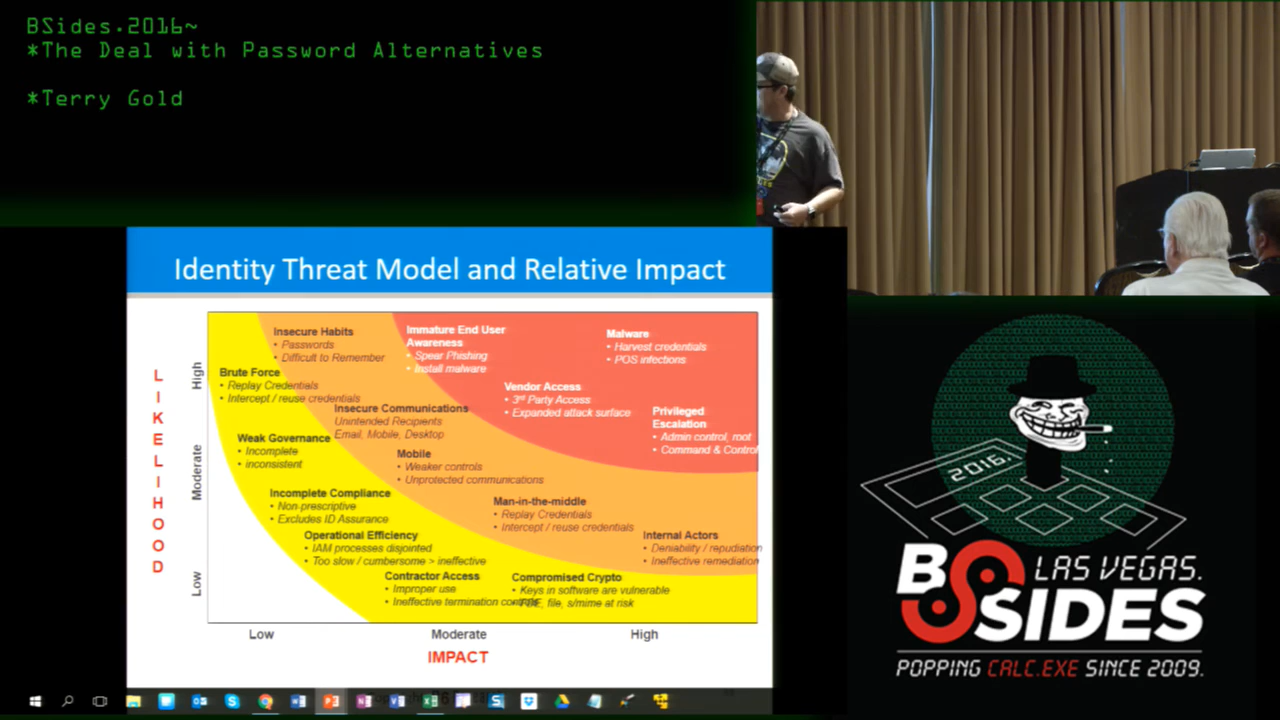 BSides.2016~
*The Deal with Password Alternatives
*Terry Gold
Identity Threat Model and Relative Impact
LIKELIHOOD
High
Moderate
Low
Insecure Habits
• Passwords
• Difficult to Remember
Immature End User
Awareness
• Spear Phishing
• Install malware
Malware
• Harvest credentials
• POS infections
Brute Force
• Replay Credentials
• Intercept / reuse credentials
Vendor Access
• 3rd Party Access
• Expanded attack surface
Insecure Communications
Unintended Recipients
Email, Mobile, Desktop
Privileged
Escalation
• Admin control, root
• Command & Control
Weak Governance
• Incomplete
• inconsistent
Mobile
• Weaker controls
• Unprotected communications
Incomplete Compliance
• Non-prescriptive
• Excludes ID Assurance
Man-in-the-middle
• Replay Credentials
• Intercept / reuse credentials
Operational Efficiency
• IAM processes disjointed
• Too slow / cumbersome > ineffective
Internal Actors
• Deniability / repudiation
• Ineffective remediation
Contractor Access
• Improper use
• Ineffective termination
Compromised Crypto
• Keys in software are vulnerable
file, s/mime at risk
Low
Moderate
High
IMPACT
2016.
BSIDES
LAS VEGAS.
POPPING CALC.EXE SINCE 2009.